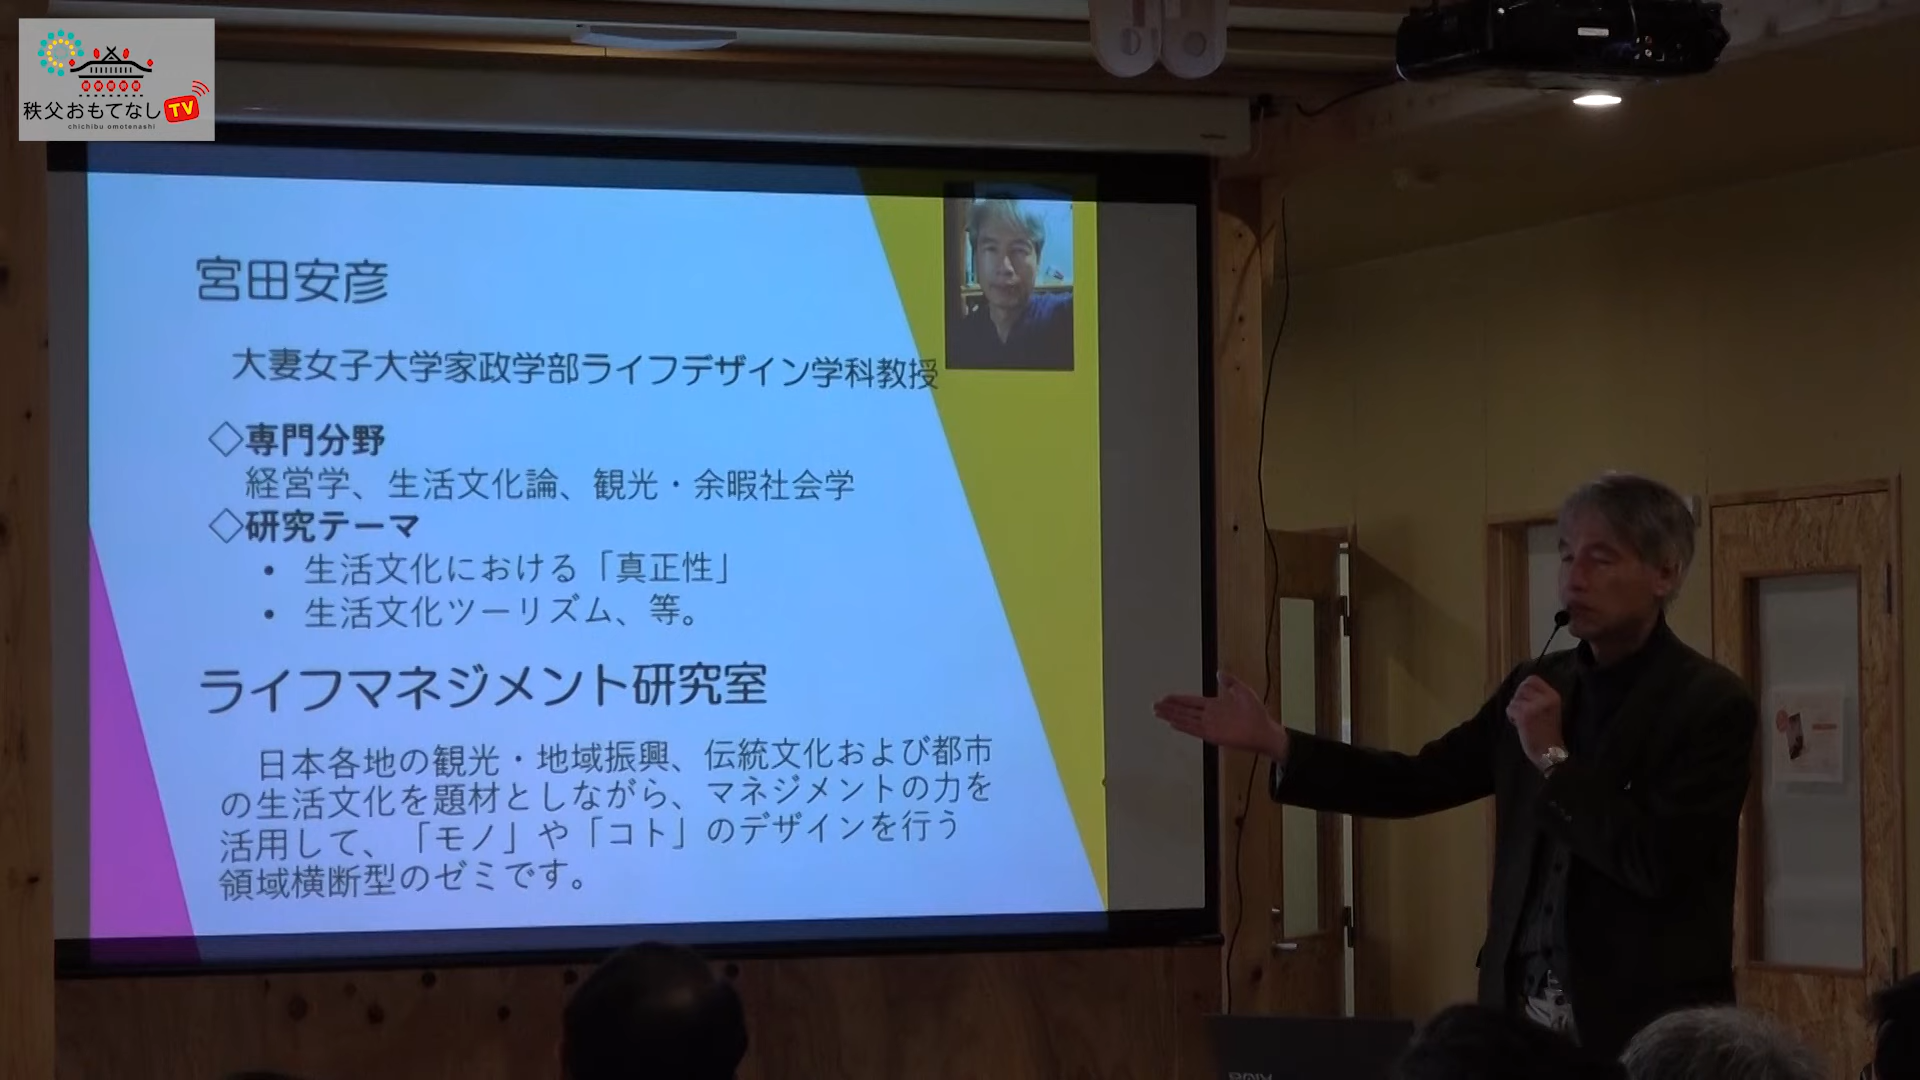 秩父おもてなしTV
chichibu omotenashi
宮田安彦
大妻女子大学家政学部ライフデザイン学科教授
◇専門分野
経営学、生活文化論、観光・余暇社会学
◇研究テーマ
• 生活文化における「真正性」
• 生活文化ツーリズム、等。
ライフマネジメント研究室
日本各地の観光・地域振興、伝統文化および都市
の生活文化を題材としながら、マネジメントの力を
活用して、「モノ」や「コト」のデザインを行う
領域横断型のゼミです。